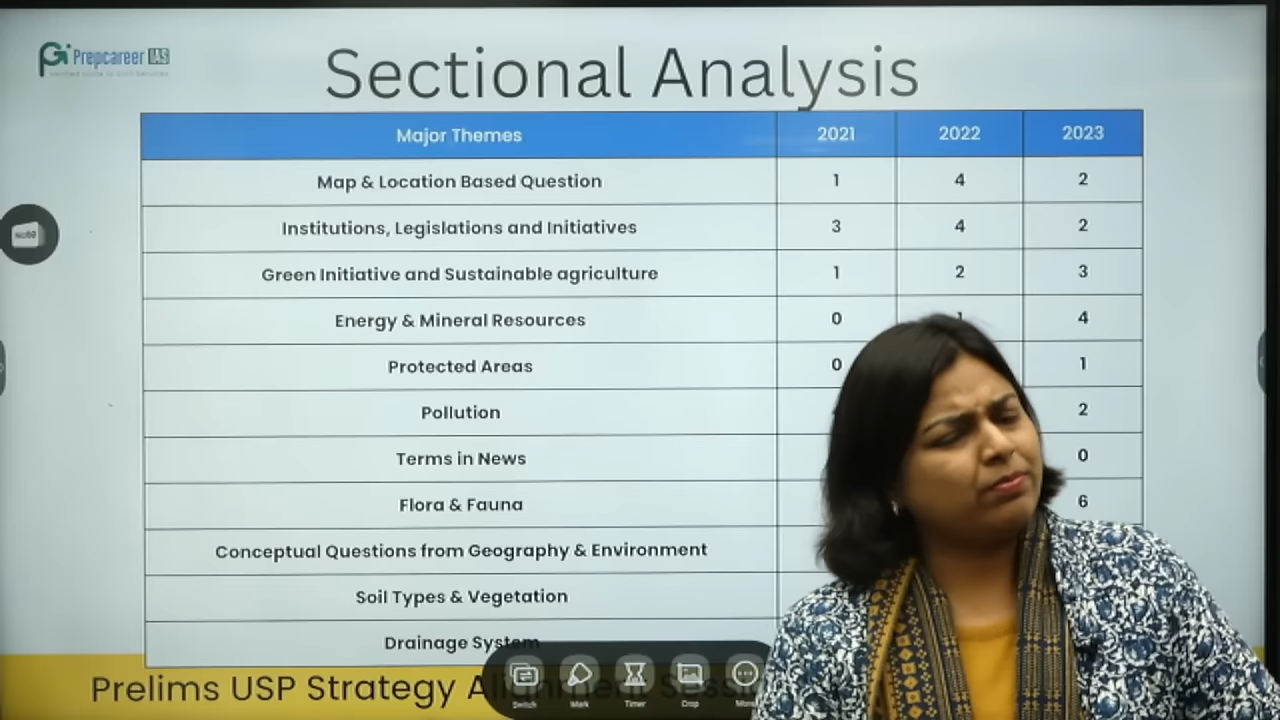 Prepcareer IAS
Sectional Analysis
Major Themes 2021 2022 2023
Map & Location Based Question 1 4 2
Institutions, Legislations and Initiatives 3 4 2
Green Initiative and Sustainable agriculture 1 2 3
Energy & Mineral Resources 0 1 4
Protected Areas 0 1
Pollution 2
Terms in News 0
Flora & Fauna 6
Conceptual Questions from Geography & Environment
Soil Types & Vegetation
Drainage System
Prelims USP Strategy
Switch Mark Timer Crop More